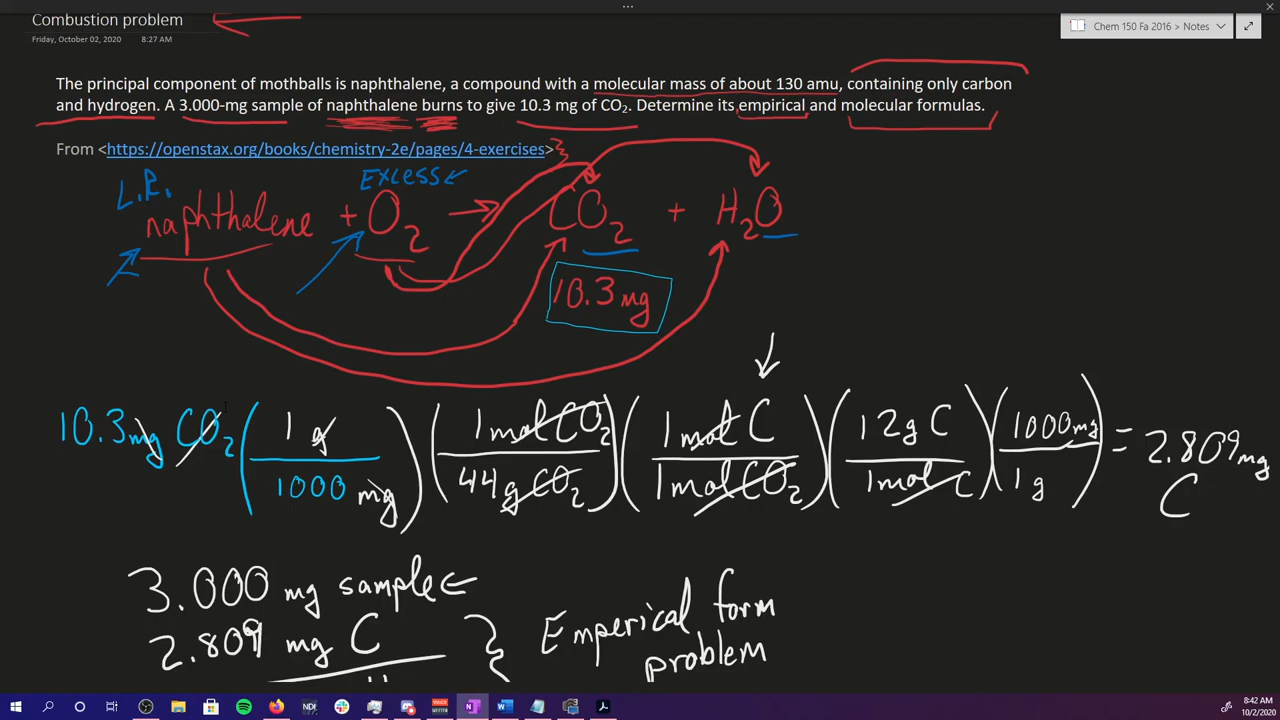 Combustion problem
Friday, October 02, 2020 8:27 AM
Chem 150 Fa 2016 > Notes
The principal component of mothballs is naphthalene, a compound with a molecular mass of about 130 amu, containing only carbon
and hydrogen. A 3.000-mg sample of naphthalene burns to give 10.3 mg of CO₂. Determine its empirical and molecular formulas.
From <https://openstax.org/books/chemistry-2e/pages/4-exercises>
L.R. Excess
naphthalene + O₂ → CO₂ + H₂O
10.3 mg
10.3 mg CO₂ (1 g / 1000 mg) (1 mol CO₂ / 44 g CO₂) (1 mol C / 1 mol CO₂) (12 g C / 1 mol C) (1000 mg / 1 g) = 2.809 mg C
3.000 mg sample
2.809 mg C
Emperical form
problem
8:42 AM
10/2/2020